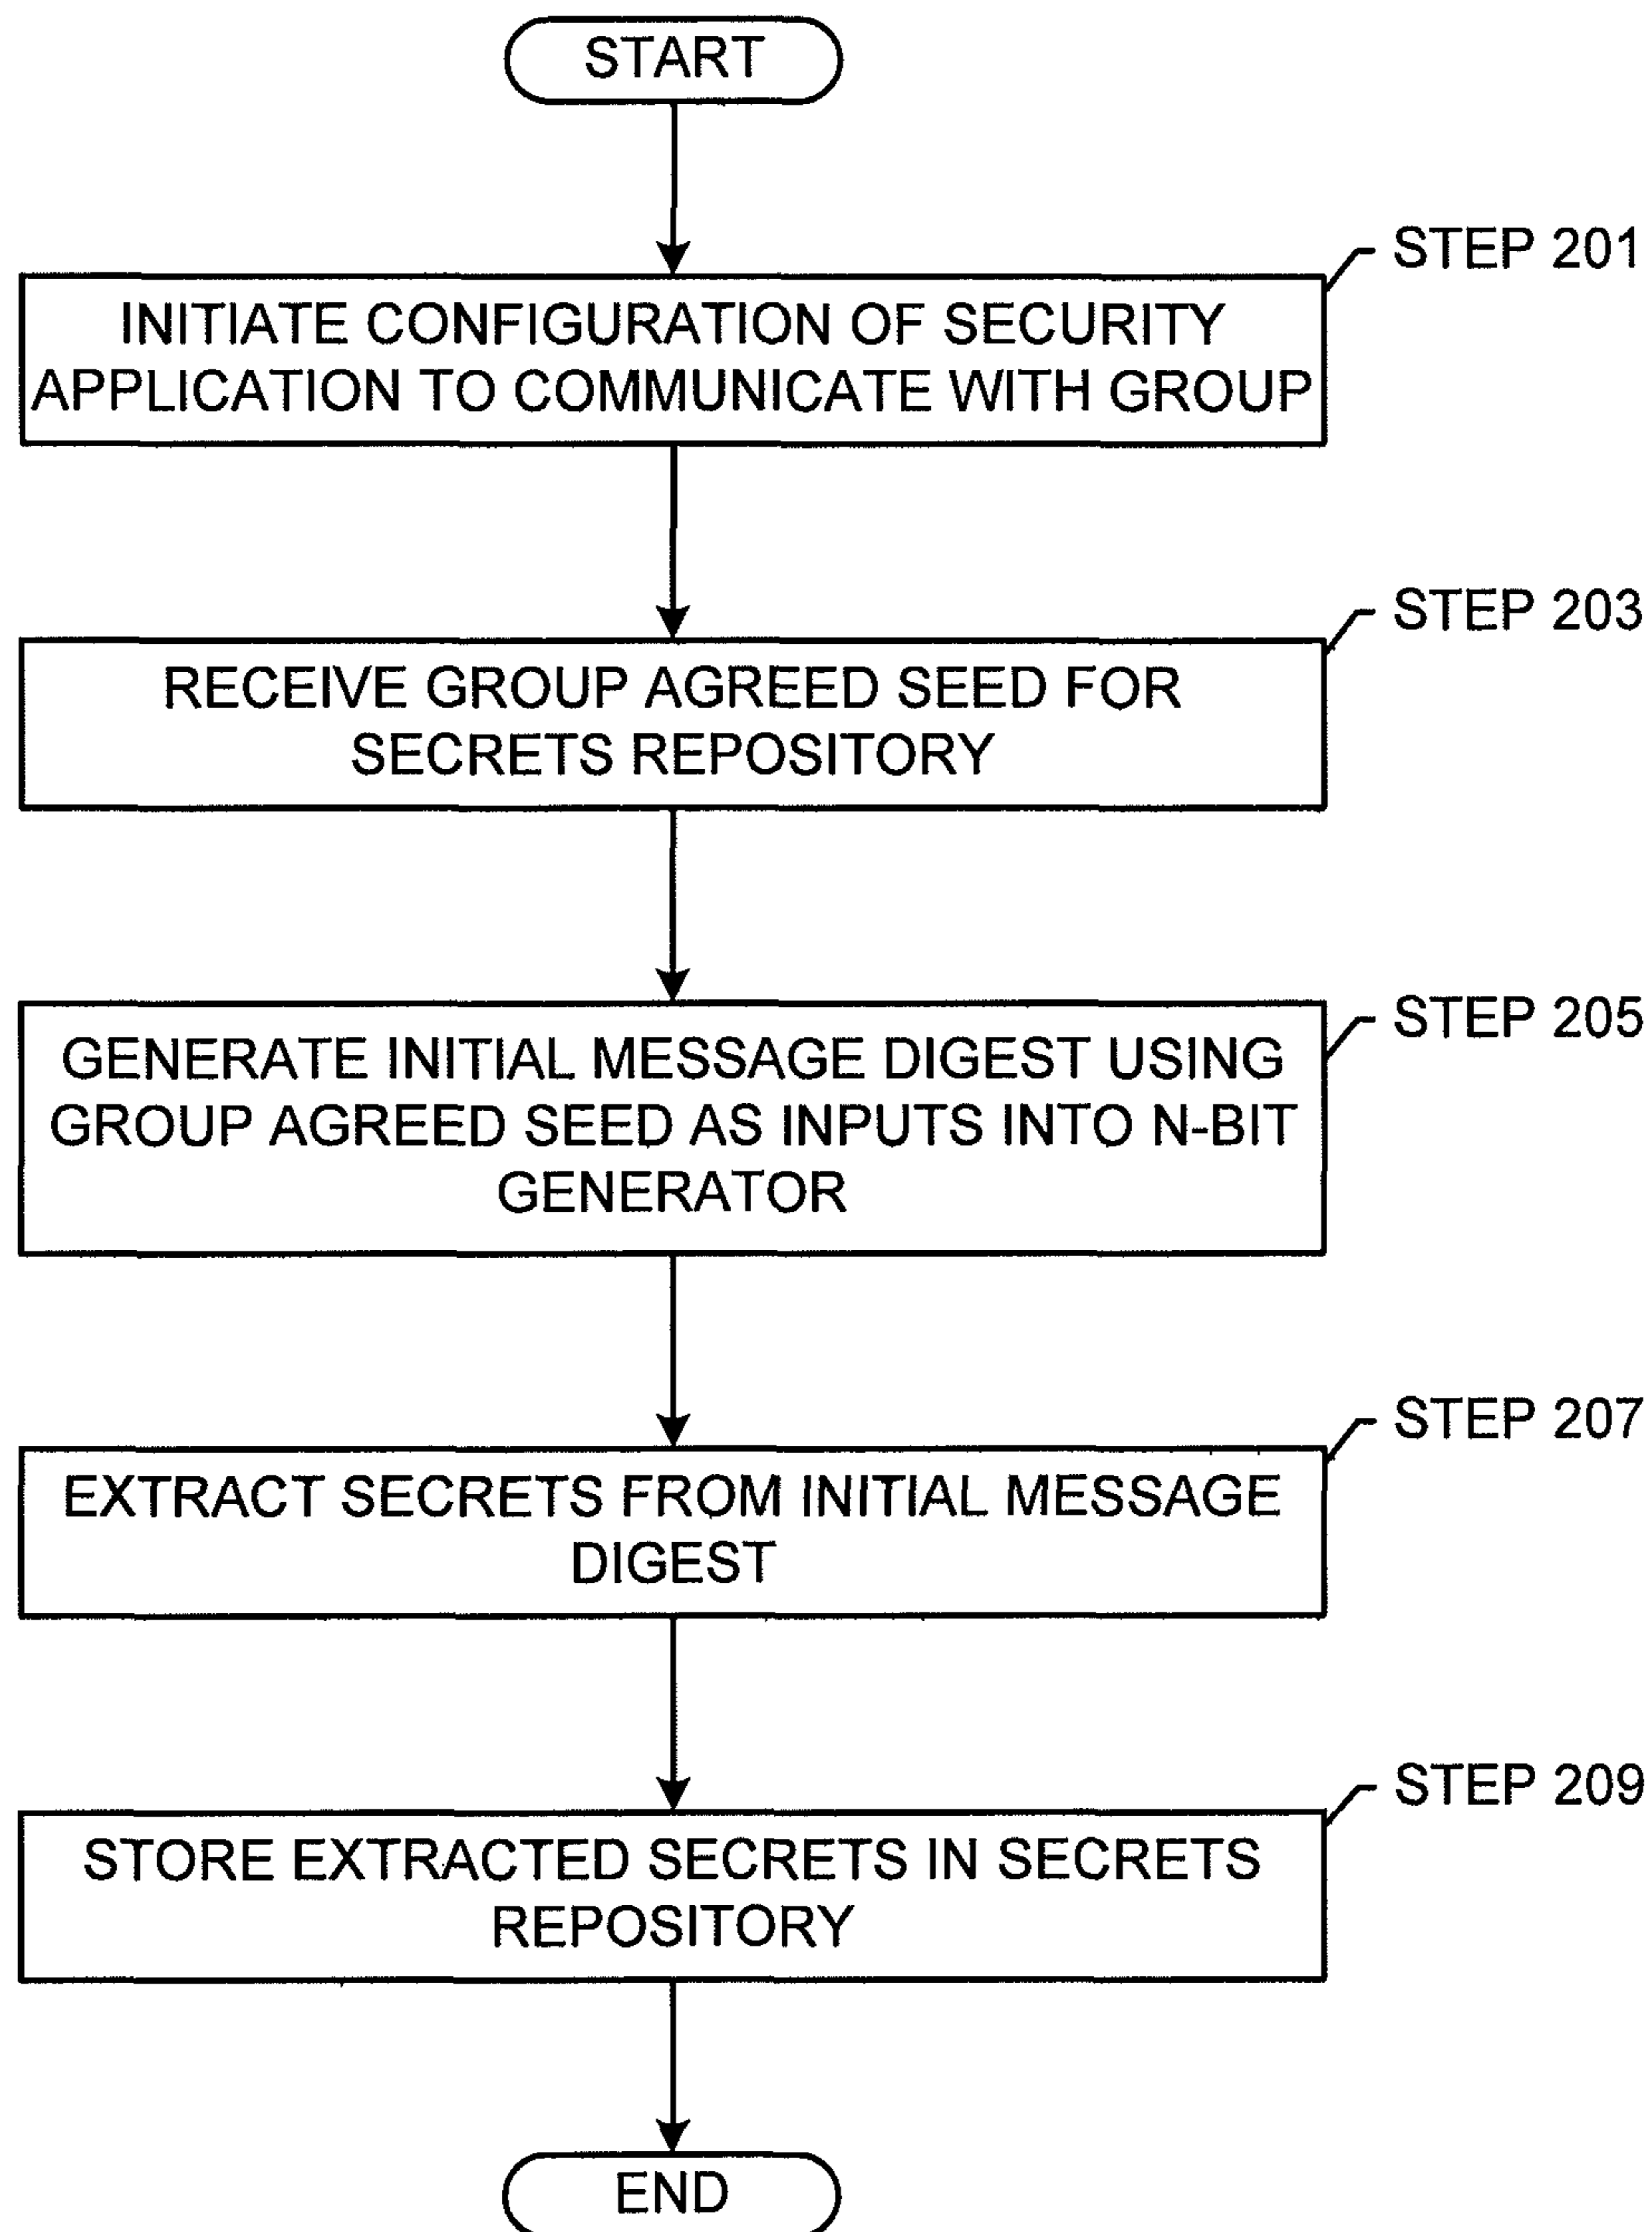 START
STEP 201
INITIATE CONFIGURATION OF SECURITY
APPLICATION TO COMMUNICATE WITH GROUP
STEP 203
RECEIVE GROUP AGREED SEED FOR
SECRETS REPOSITORY
STEP 205
GENERATE INITIAL MESSAGE DIGEST USING
GROUP AGREED SEED AS INPUTS INTO N-BIT
GENERATOR
STEP 207
EXTRACT SECRETS FROM INITIAL MESSAGE
DIGEST
STEP 209
STORE EXTRACTED SECRETS IN SECRETS
REPOSITORY
END